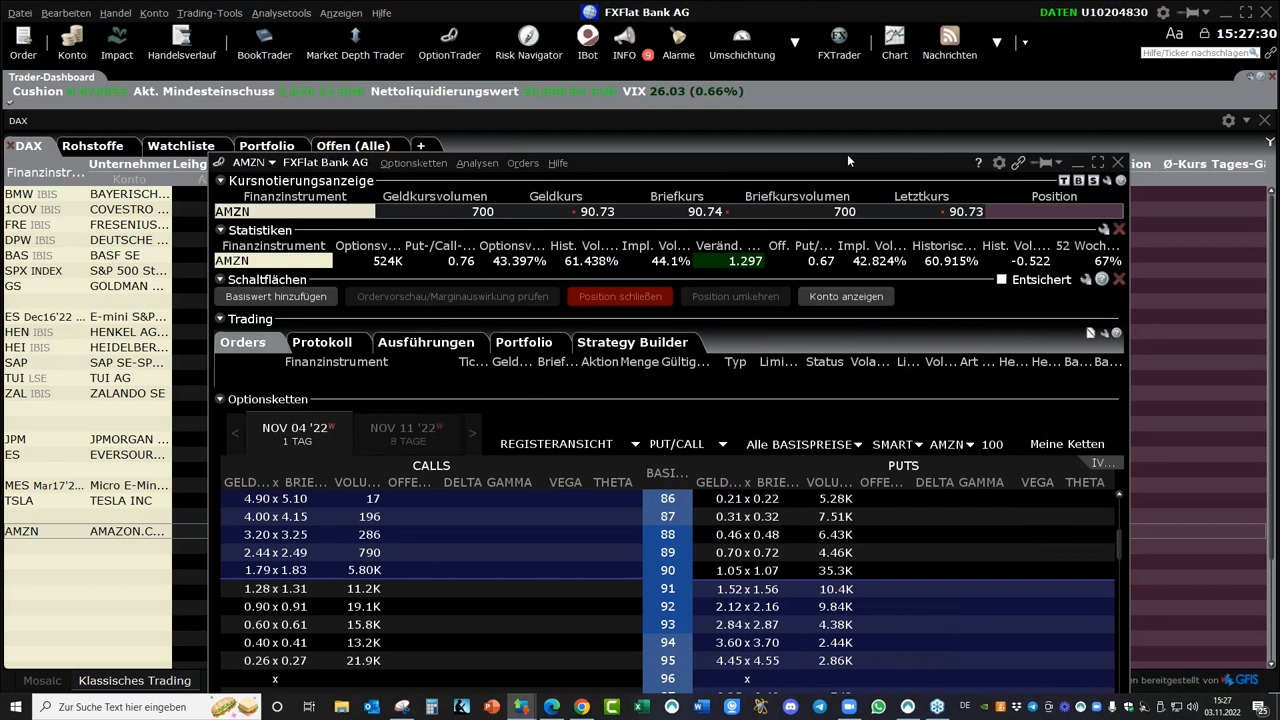 Datei Bearbeiten Handel Konto Trading-Tools Analysetools Anzeigen Hilfe FXFlat Bank AG DATEN U10204830
Order Konto Impact Handelsverlauf BookTrader Market Depth Trader OptionTrader Risk Navigator IBot INFO 9 Alarme Umschichtung FXTrader FX Chart Nachrichten Aa 15:27:30
Hilfe/Ticker nachschlagen
Trader-Dashboard
Cushion Akt. Mindesteinschuss Nettoliquidierungswert VIX 26.03 (0.66%)
DAX
DAX Rohstoffe Watchliste Portfolio Offen (Alle) +
Finanzinstr... Unternehmer Leihg Konto
Ø-Kurs Tages-G
AMZN FXFlat Bank AG Optionsketten Analysen Orders Hilfe ?
Kursnotierungsanzeige T B S
Finanzinstrument Geldkursvolumen Geldkurs Briefkurs Briefkursvolumen Letztkurs Position
AMZN 700 90.73 90.74 700 90.73
Statistiken
Finanzinstrument Optionsv... Put-/Call-... Optionsv... Hist. Vol... Impl. Vol... Veränd. ... Off. Put/... Impl. Vol... Historisc... Hist. Vol... 52 Woch...
AMZN 524K 0.76 43.397% 61.438% 44.1% 1.297 0.67 42.824% 60.915% -0.522 67%
Schaltflächen Entsichert
Basiswert hinzufügen Ordervorschau/Marginauswirkung prüfen Position schließen Position umkehren Konto anzeigen
Trading
Orders Protokoll Ausführungen Portfolio Strategy Builder
Finanzinstrument Tic... Geld... Brief... Aktion Menge Gültig... Typ Limi... Status Vola... Li... Vol... Art ... He... He... Ba... Ba...
Optionsketten
< NOV 04 '22 W 1 TAG NOV 11 '22 W 8 TAGE > REGISTERANSICHT PUT/CALL Alle BASISPREISE SMART AMZN 100 Meine Ketten
CALLS BASI... PUTS IV...
GELD... x BRIE... VOLU... OFFE... DELTA GAMMA VEGA THETA GELD... x BRIE... VOLU... OFFE... DELTA GAMMA VEGA THETA
4.90 x 5.10 17 86 0.21 x 0.22 5.28K
4.00 x 4.15 196 87 0.31 x 0.32 7.51K
3.20 x 3.25 286 88 0.46 x 0.48 6.43K
2.44 x 2.49 790 89 0.70 x 0.72 4.46K
1.79 x 1.83 5.80K 90 1.05 x 1.07 35.3K
1.28 x 1.31 11.2K 91 1.52 x 1.56 10.4K
0.90 x 0.91 19.1K 92 2.12 x 2.16 9.84K
0.60 x 0.61 15.8K 93 2.84 x 2.87 4.38K
0.40 x 0.41 13.2K 94 3.60 x 3.70 2.44K
0.26 x 0.27 21.9K 95 4.45 x 4.55 2.86K
x 96 x
BMW IBIS BAYERISCH...
1COV IBIS COVESTRO ...
FRE IBIS FRESENIUS...
DPW IBIS DEUTSCHE ...
BAS IBIS BASF SE
SPX INDEX S&P 500 St...
GS GOLDMAN ...
ES Dec16'22 ... E-mini S&P...
HEN IBIS HENKEL AG...
HEI IBIS HEIDELBER...
SAP SAP SE-SP...
TUI LSE TUI AG
ZAL IBIS ZALANDO SE
JPM JPMORGAN ...
ES EVERSOUR...
MES Mar17'2... Micro E-Min...
TSLA TESLA INC
AMZN AMAZON.C...
Mosaic Klassisches Trading
bereitgestellt von GFIS
Zur Suche Text hier eingeben
DE
15:27
03.11.2022